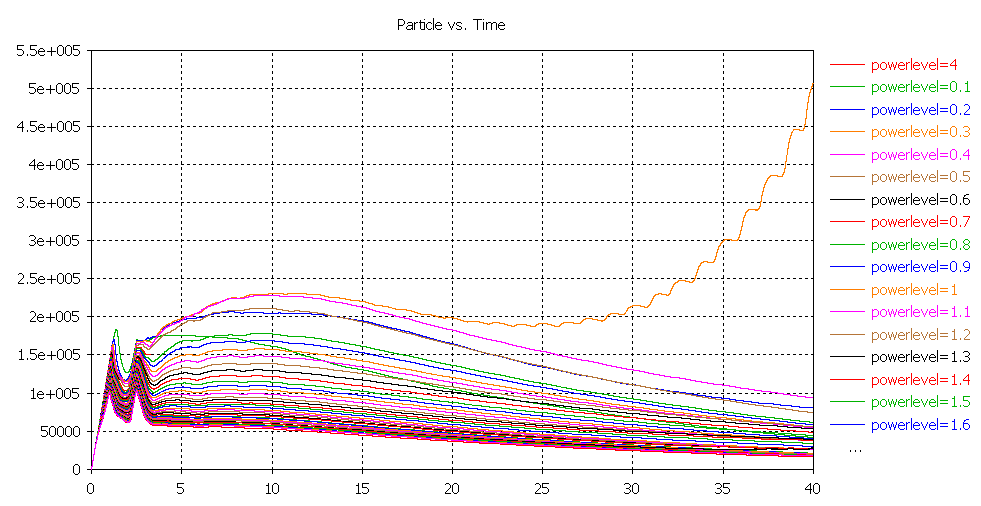 Particle vs. Time
5.5e+005
5e+005
4.5e+005
4e+005
3.5e+005
3e+005
2.5e+005
2e+005
1.5e+005
1e+005
50000
0
0 5 10 15 20 25 30 35 40
powerlevel=4
powerlevel=0.1
powerlevel=0.2
powerlevel=0.3
powerlevel=0.4
powerlevel=0.5
powerlevel=0.6
powerlevel=0.7
powerlevel=0.8
powerlevel=0.9
powerlevel=1
powerlevel=1.1
powerlevel=1.2
powerlevel=1.3
powerlevel=1.4
powerlevel=1.5
powerlevel=1.6
...